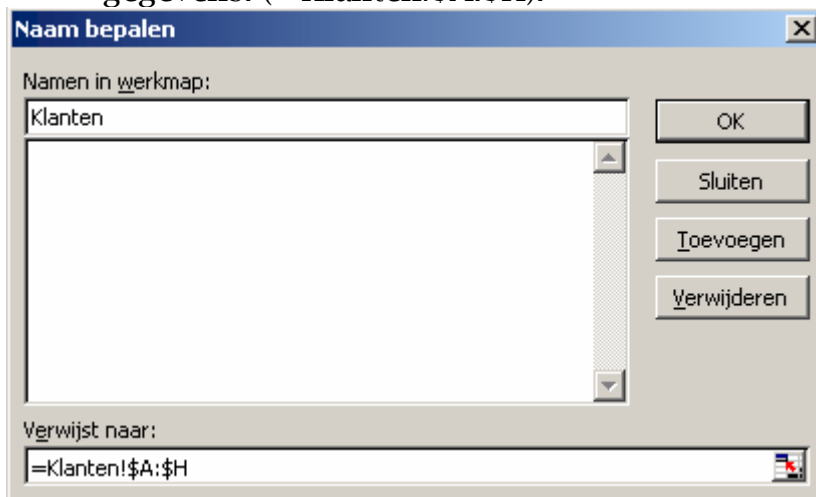 Naam bepalen
Namen in werkmap:
Klanten
OK
Sluiten
Toevoegen
Verwijderen
Verwijst naar:
=Klanten!$A:$H